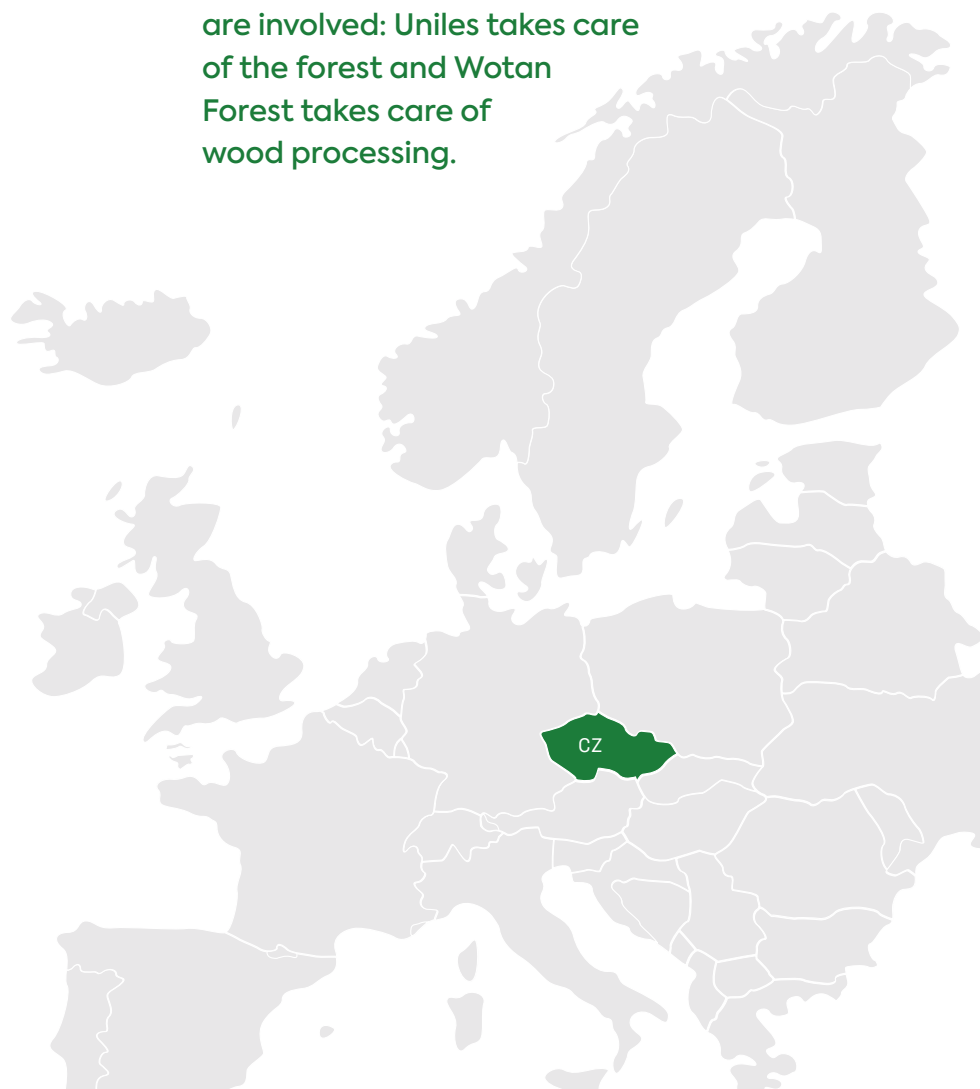 are involved: Uniles takes care
of the forest and Wotan
Forest takes care of
wood processing.
CZ